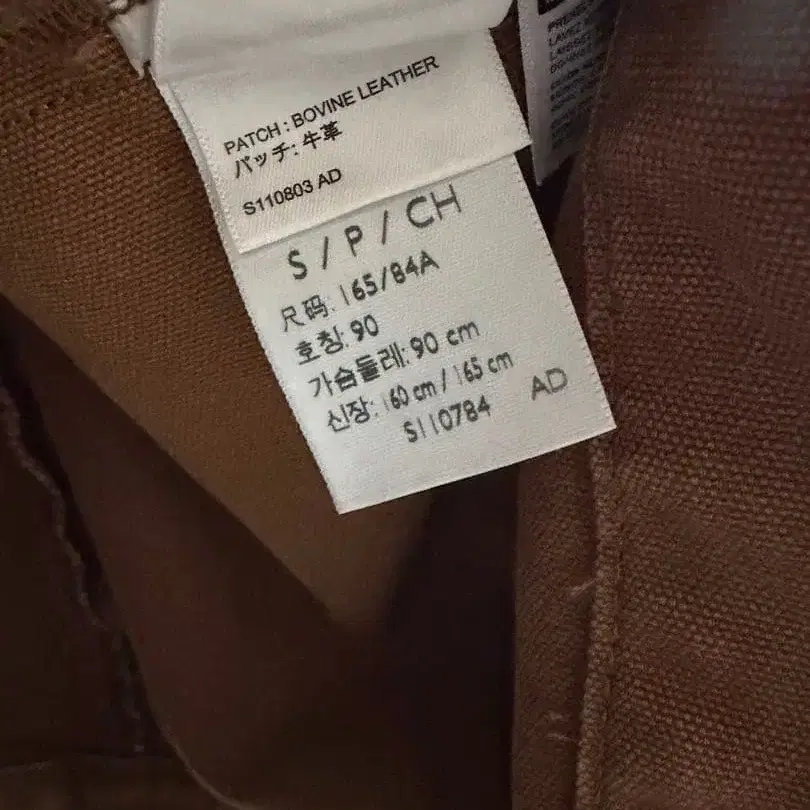 PATCH : BOVINE LEATHER
パッチ: 牛革
S110803 AD
S / P / CH
尺码: 165/84A
호칭: 90
가슴둘레: 90 cm
신장: 160 cm / 165 cm
S110784 AD